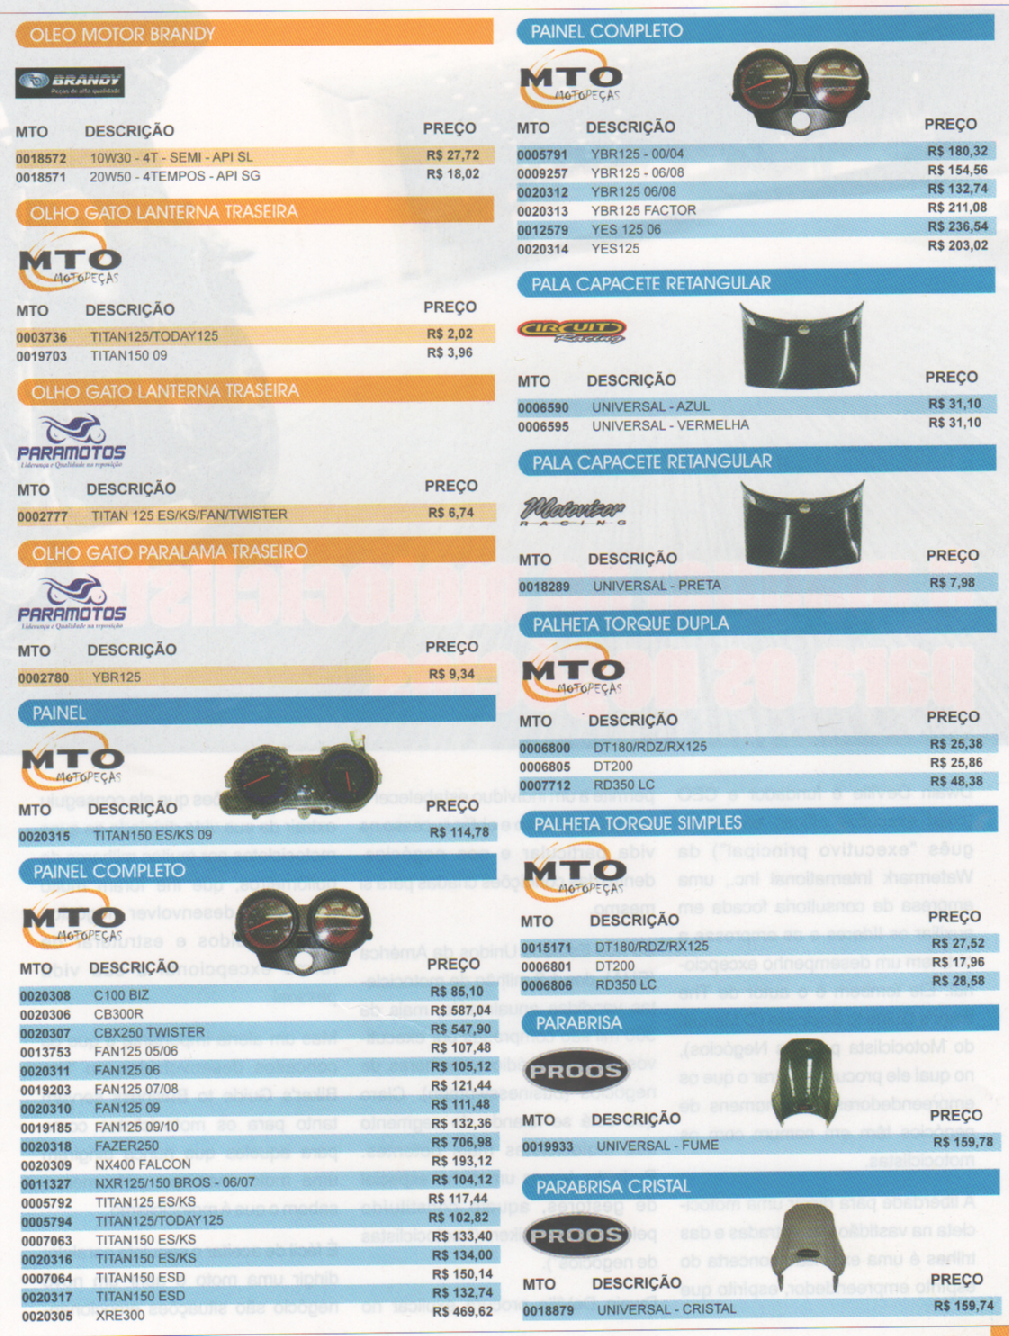 OLEO MOTOR BRANDY
BRANDY
Peças de alta qualidade
MTO DESCRIÇÃO PREÇO
0018572 10W30 - 4T - SEMI - API SL R$ 27,72
0018571 20W50 - 4TEMPOS - API SG R$ 18,02
OLHO GATO LANTERNA TRASEIRA
MTO
MOTOPEÇAS
MTO DESCRIÇÃO PREÇO
0003736 TITAN125/TODAY125 R$ 2,02
0019703 TITAN150 09 R$ 3,96
OLHO GATO LANTERNA TRASEIRA
PARAMOTOS
Liderança e Qualidade na reposição
MTO DESCRIÇÃO PREÇO
0002777 TITAN 125 ES/KS/FAN/TWISTER R$ 6,74
OLHO GATO PARALAMA TRASEIRO
PARAMOTOS
Liderança e Qualidade na reposição
MTO DESCRIÇÃO PREÇO
0002780 YBR125 R$ 9,34
PAINEL
MTO
MOTOPEÇAS
MTO DESCRIÇÃO PREÇO
0020315 TITAN150 ES/KS 09 R$ 114,78
PAINEL COMPLETO
MTO
MOTOPEÇAS
MTO DESCRIÇÃO PREÇO
0020308 C100 BIZ R$ 85,10
0020306 CB300R R$ 587,04
0020307 CBX250 TWISTER R$ 547,90
0013753 FAN125 05/06 R$ 107,48
0020311 FAN125 06 R$ 105,12
0019203 FAN125 07/08 R$ 121,44
0020310 FAN125 09 R$ 111,48
0019185 FAN125 09/10 R$ 132,36
0020318 FAZER250 R$ 706,98
0020309 NX400 FALCON R$ 193,12
0011327 NXR125/150 BROS - 06/07 R$ 104,12
0005792 TITAN125 ES/KS R$ 117,44
0005794 TITAN125/TODAY125 R$ 102,82
0007063 TITAN150 ES/KS R$ 133,40
0020316 TITAN150 ES/KS R$ 134,00
0007064 TITAN150 ESD R$ 150,14
0020317 TITAN150 ESD R$ 132,74
0020305 XRE300 R$ 469,62
PAINEL COMPLETO
MTO
MOTOPEÇAS
MTO DESCRIÇÃO PREÇO
0005791 YBR125 - 00/04 R$ 180,32
0009257 YBR125 - 06/08 R$ 154,56
0020312 YBR125 06/08 R$ 132,74
0020313 YBR125 FACTOR R$ 211,08
0012579 YES 125 06 R$ 236,54
0020314 YES125 R$ 203,02
PALA CAPACETE RETANGULAR
CIRCUIT
Racing
MTO DESCRIÇÃO PREÇO
0006590 UNIVERSAL - AZUL R$ 31,10
0006595 UNIVERSAL - VERMELHA R$ 31,10
PALA CAPACETE RETANGULAR
Motovisor
RACING
MTO DESCRIÇÃO PREÇO
0018289 UNIVERSAL - PRETA R$ 7,98
PALHETA TORQUE DUPLA
MTO
MOTOPEÇAS
MTO DESCRIÇÃO PREÇO
0006800 DT180/RDZ/RX125 R$ 25,38
0006805 DT200 R$ 25,86
0007712 RD350 LC R$ 48,38
PALHETA TORQUE SIMPLES
MTO
MOTOPEÇAS
MTO DESCRIÇÃO PREÇO
0015171 DT180/RDZ/RX125 R$ 27,52
0006801 DT200 R$ 17,96
0006806 RD350 LC R$ 28,58
PARABRISA
PROOS
MTO DESCRIÇÃO PREÇO
0019933 UNIVERSAL - FUME R$ 159,78
PARABRISA CRISTAL
PROOS
MTO DESCRIÇÃO PREÇO
0018879 UNIVERSAL - CRISTAL R$ 159,74